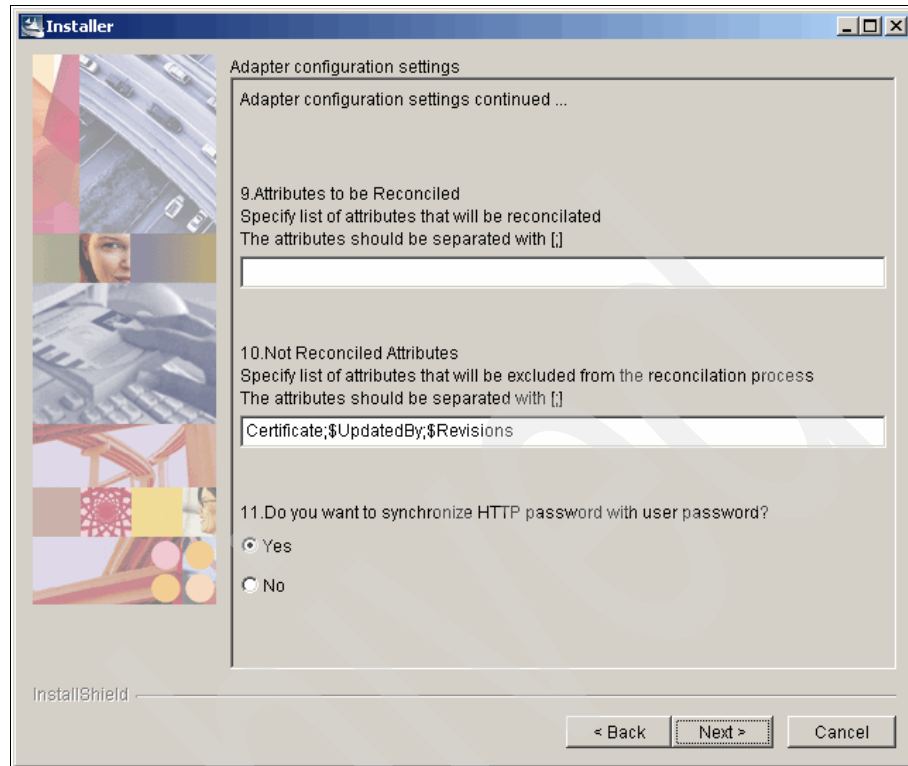 Installer
Adapter configuration settings
Adapter configuration settings continued ...
9.Attributes to be Reconciled
Specify list of attributes that will be reconcilated
The attributes should be separated with [;]
10.Not Reconciled Attributes
Specify list of attributes that will be excluded from the reconcilation process
The attributes should be separated with [;]
Certificate;$UpdatedBy;$Revisions
11.Do you want to synchronize HTTP password with user password?
Yes
No
InstallShield
< Back Next > Cancel